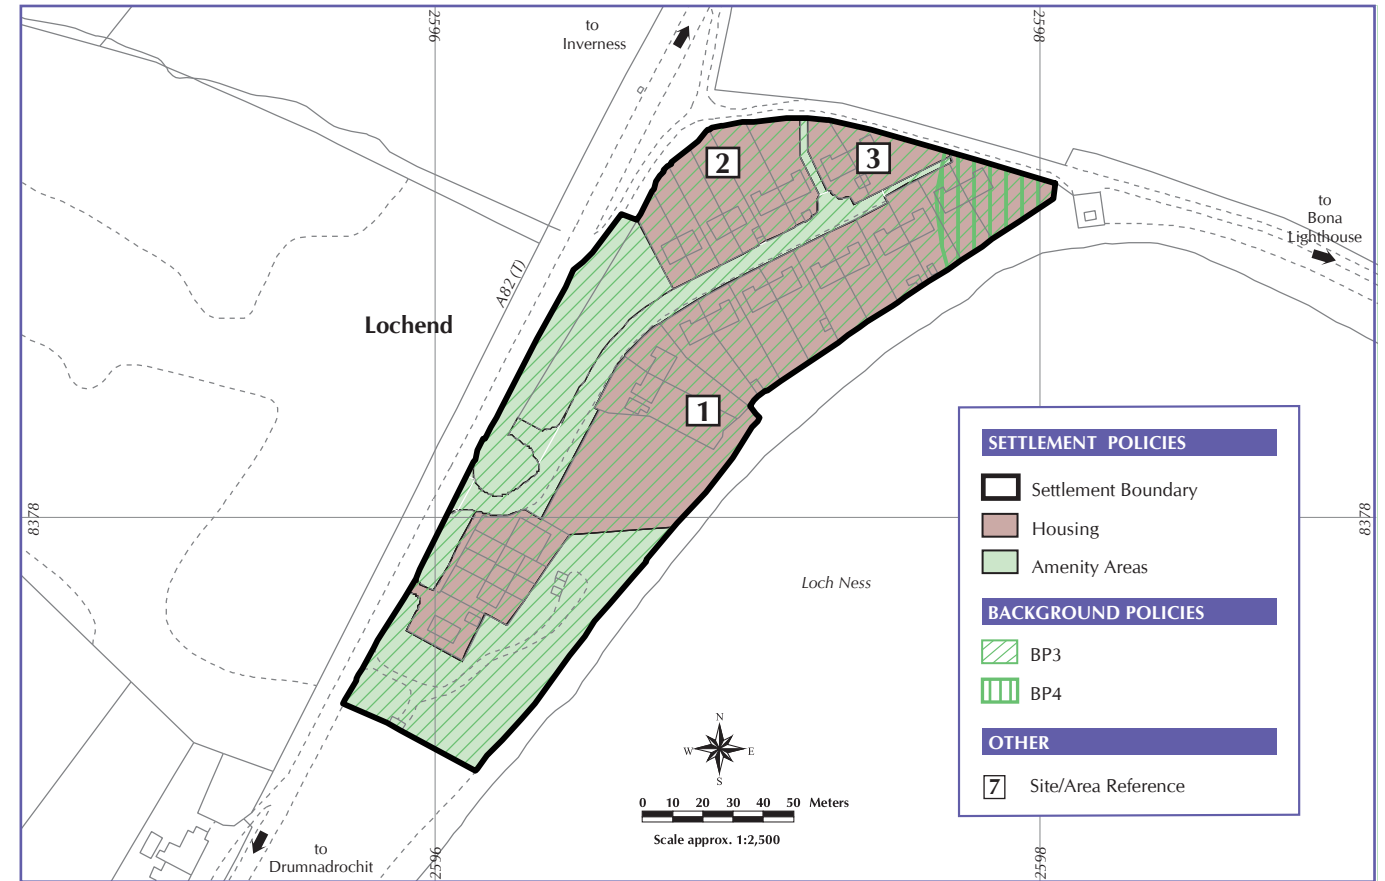 2596
to
Inverness
2598
2
3
to
Bona
Lighthouse
A82 (T)
Lochend
1
SETTLEMENT POLICIES
Settlement Boundary
Housing
Amenity Areas
8378
8378
Loch Ness
BACKGROUND POLICIES
BP3
BP4
OTHER
7 Site/Area Reference
N
W E
S
0 10 20 30 40 50 Meters
Scale approx. 1:2,500
to
Drumnadrochit
2596
2598